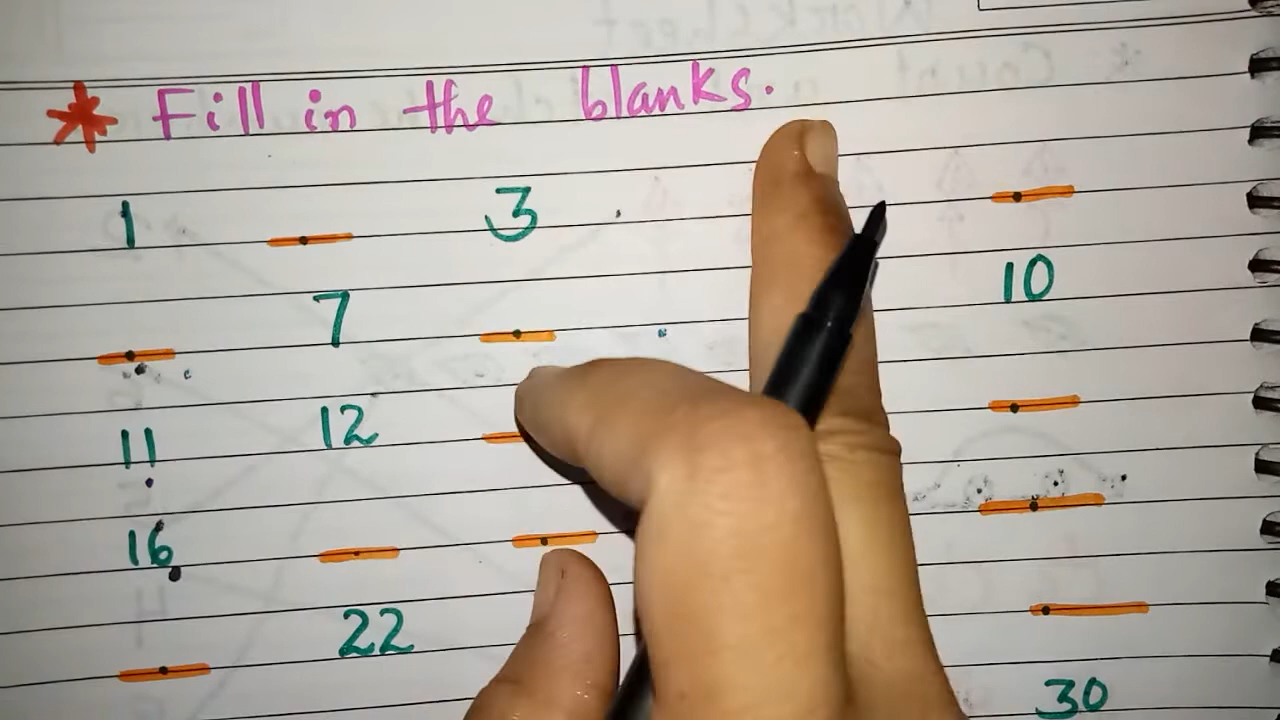 * Fill in the blanks.
1 _ 3 _
_ 7 _ 10
11 12 _ _
16 _ _ _
_ 22 _
30